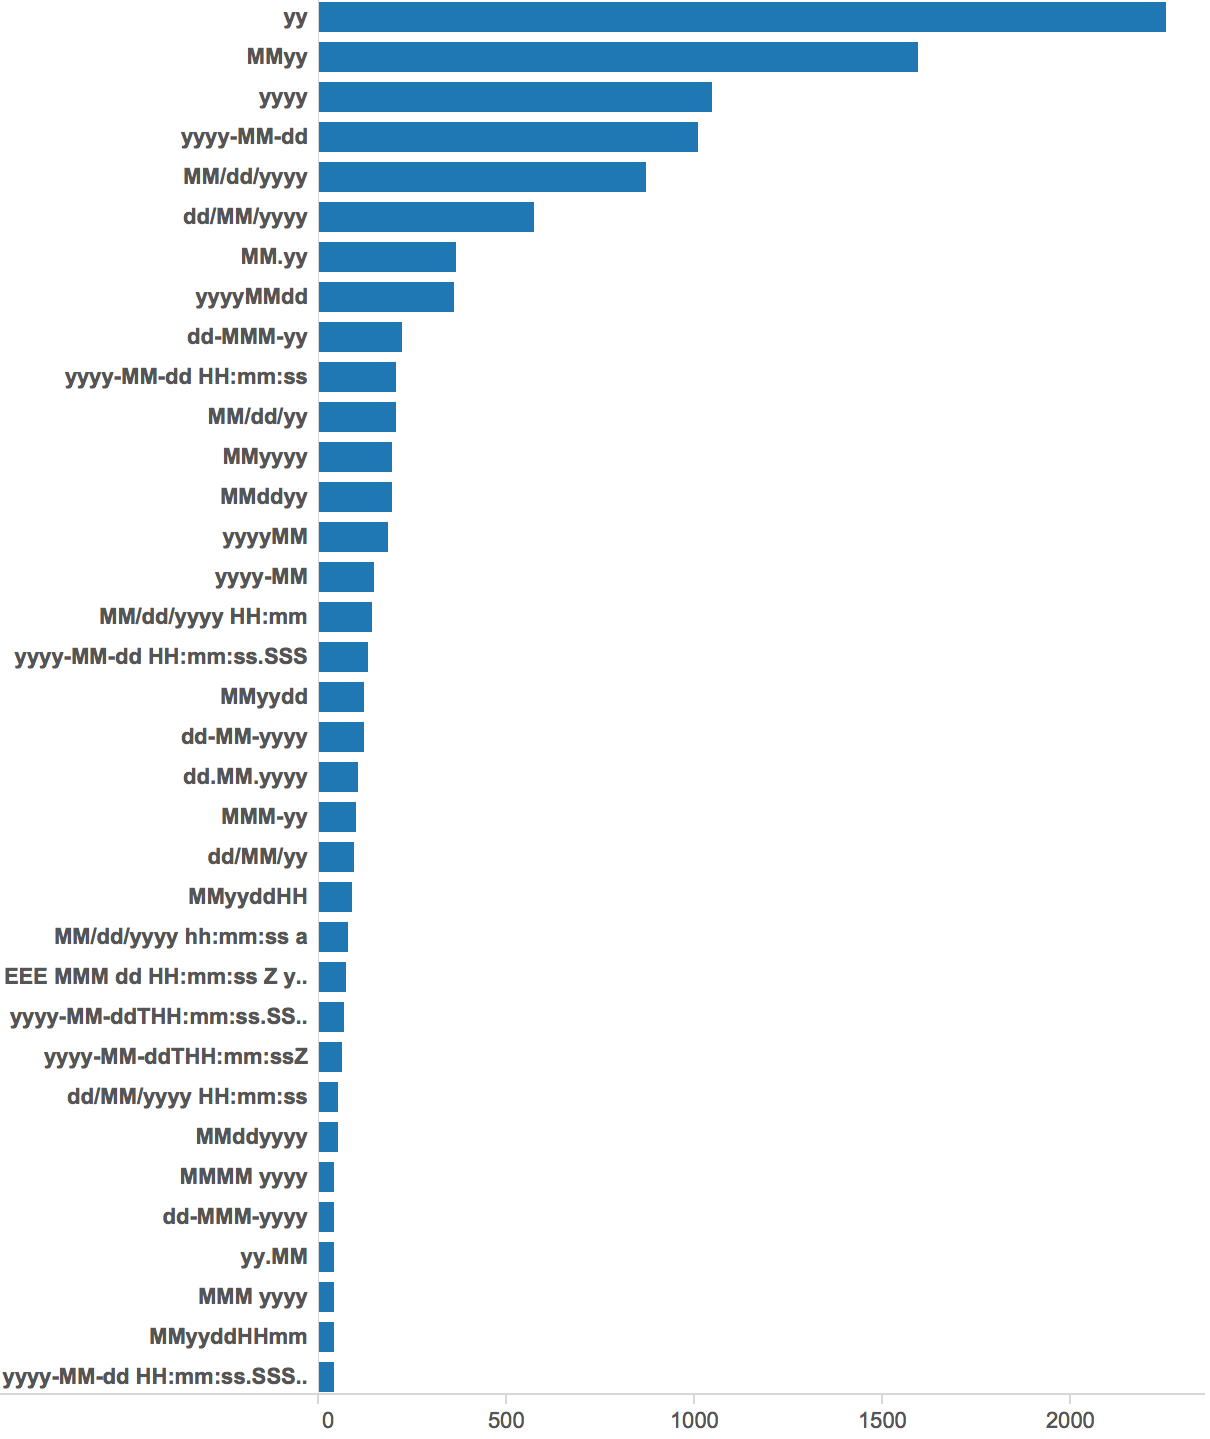 yy
MMyy
yyyy
yyyy-MM-dd
MM/dd/yyyy
dd/MM/yyyy
MM.yy
yyyyMMdd
dd-MMM-yy
yyyy-MM-dd HH:mm:ss
MM/dd/yy
MMyyyy
MMddyy
yyyyMM
yyyy-MM
MM/dd/yyyy HH:mm
yyyy-MM-dd HH:mm:ss.SSS
MMyydd
dd-MM-yyyy
dd.MM.yyyy
MMM-yy
dd/MM/yy
MMyyddHH
MM/dd/yyyy hh:mm:ss a
EEE MMM dd HH:mm:ss Z y..
yyyy-MM-ddTHH:mm:ss.SS..
yyyy-MM-ddTHH:mm:ssZ
dd/MM/yyyy HH:mm:ss
MMddyyyy
MMMM yyyy
dd-MMM-yyyy
yy.MM
MMM yyyy
MMyyddHHmm
yyyy-MM-dd HH:mm:ss.SSS..
0 500 1000 1500 2000